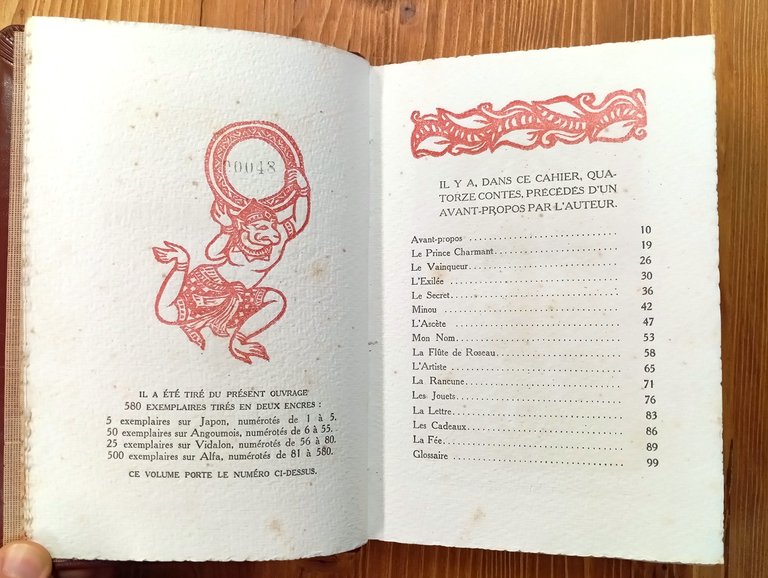 00048
IL A ÉTÉ TIRÉ DU PRÉSENT OUVRAGE
580 EXEMPLAIRES TIRÉS EN DEUX ENCRES :
5 exemplaires sur Japon, numérotés de 1 à 5.
50 exemplaires sur Angoumois, numérotés de 6 à 55.
25 exemplaires sur Vidalon, numérotés de 56 à 80.
500 exemplaires sur Alfa, numérotés de 81 à 580.
CE VOLUME PORTE LE NUMÉRO CI-DESSUS.
IL Y A, DANS CE CAHIER, QUA-
TORZE CONTES, PRÉCÉDÉS D'UN
AVANT-PROPOS PAR L'AUTEUR.
Avant-propos 10
Le Prince Charmant 19
Le Vainqueur 26
L'Exilée 30
Le Secret 36
Minou 42
L'Ascète 47
Mon Nom 53
La Flûte de Roseau 58
L'Artiste 65
La Rancune 71
Les Jouets 76
La Lettre 83
Les Cadeaux 86
La Fée 89
Glossaire 99